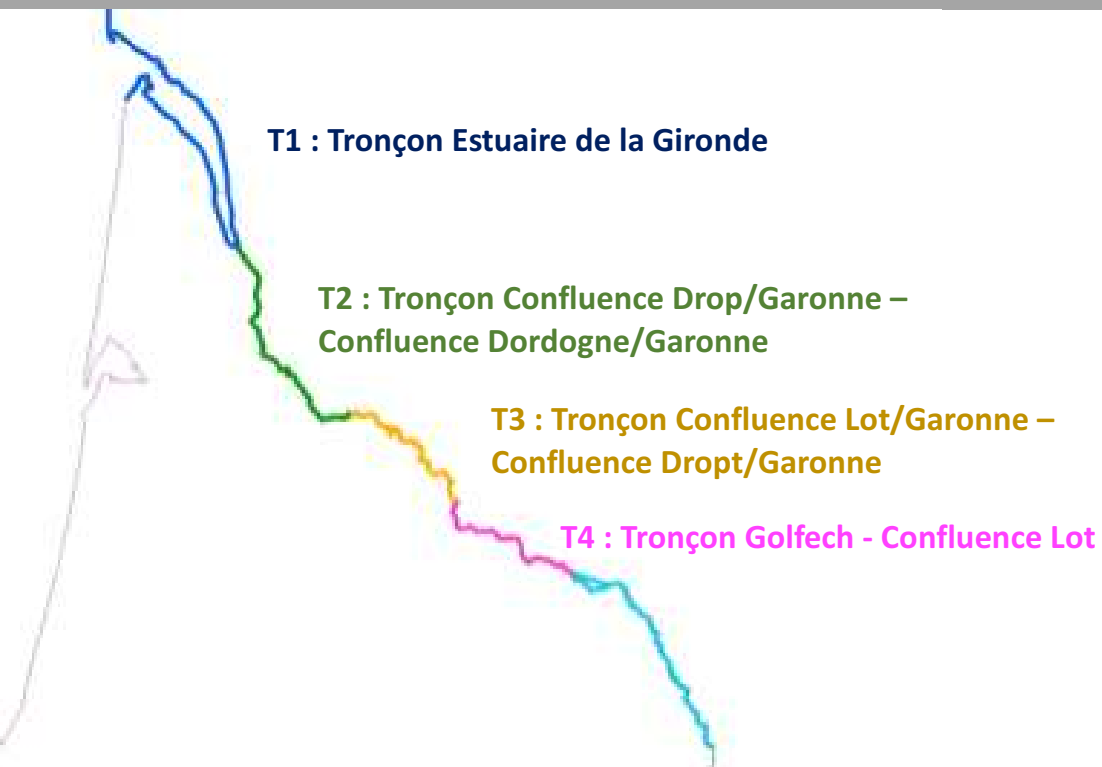 T1 : Tronçon Estuaire de la Gironde
T2 : Tronçon Confluence Drop/Garonne –
Confluence Dordogne/Garonne
T3 : Tronçon Confluence Lot/Garonne –
Confluence Dropt/Garonne
T4 : Tronçon Golfech - Confluence Lot